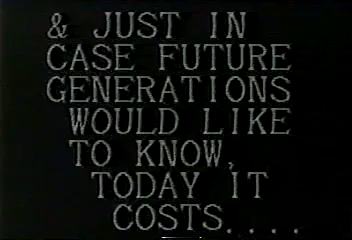 & JUST IN
CASE FUTURE
GENERATIONS
WOULD LIKE
TO KNOW,
TODAY IT
COSTS....